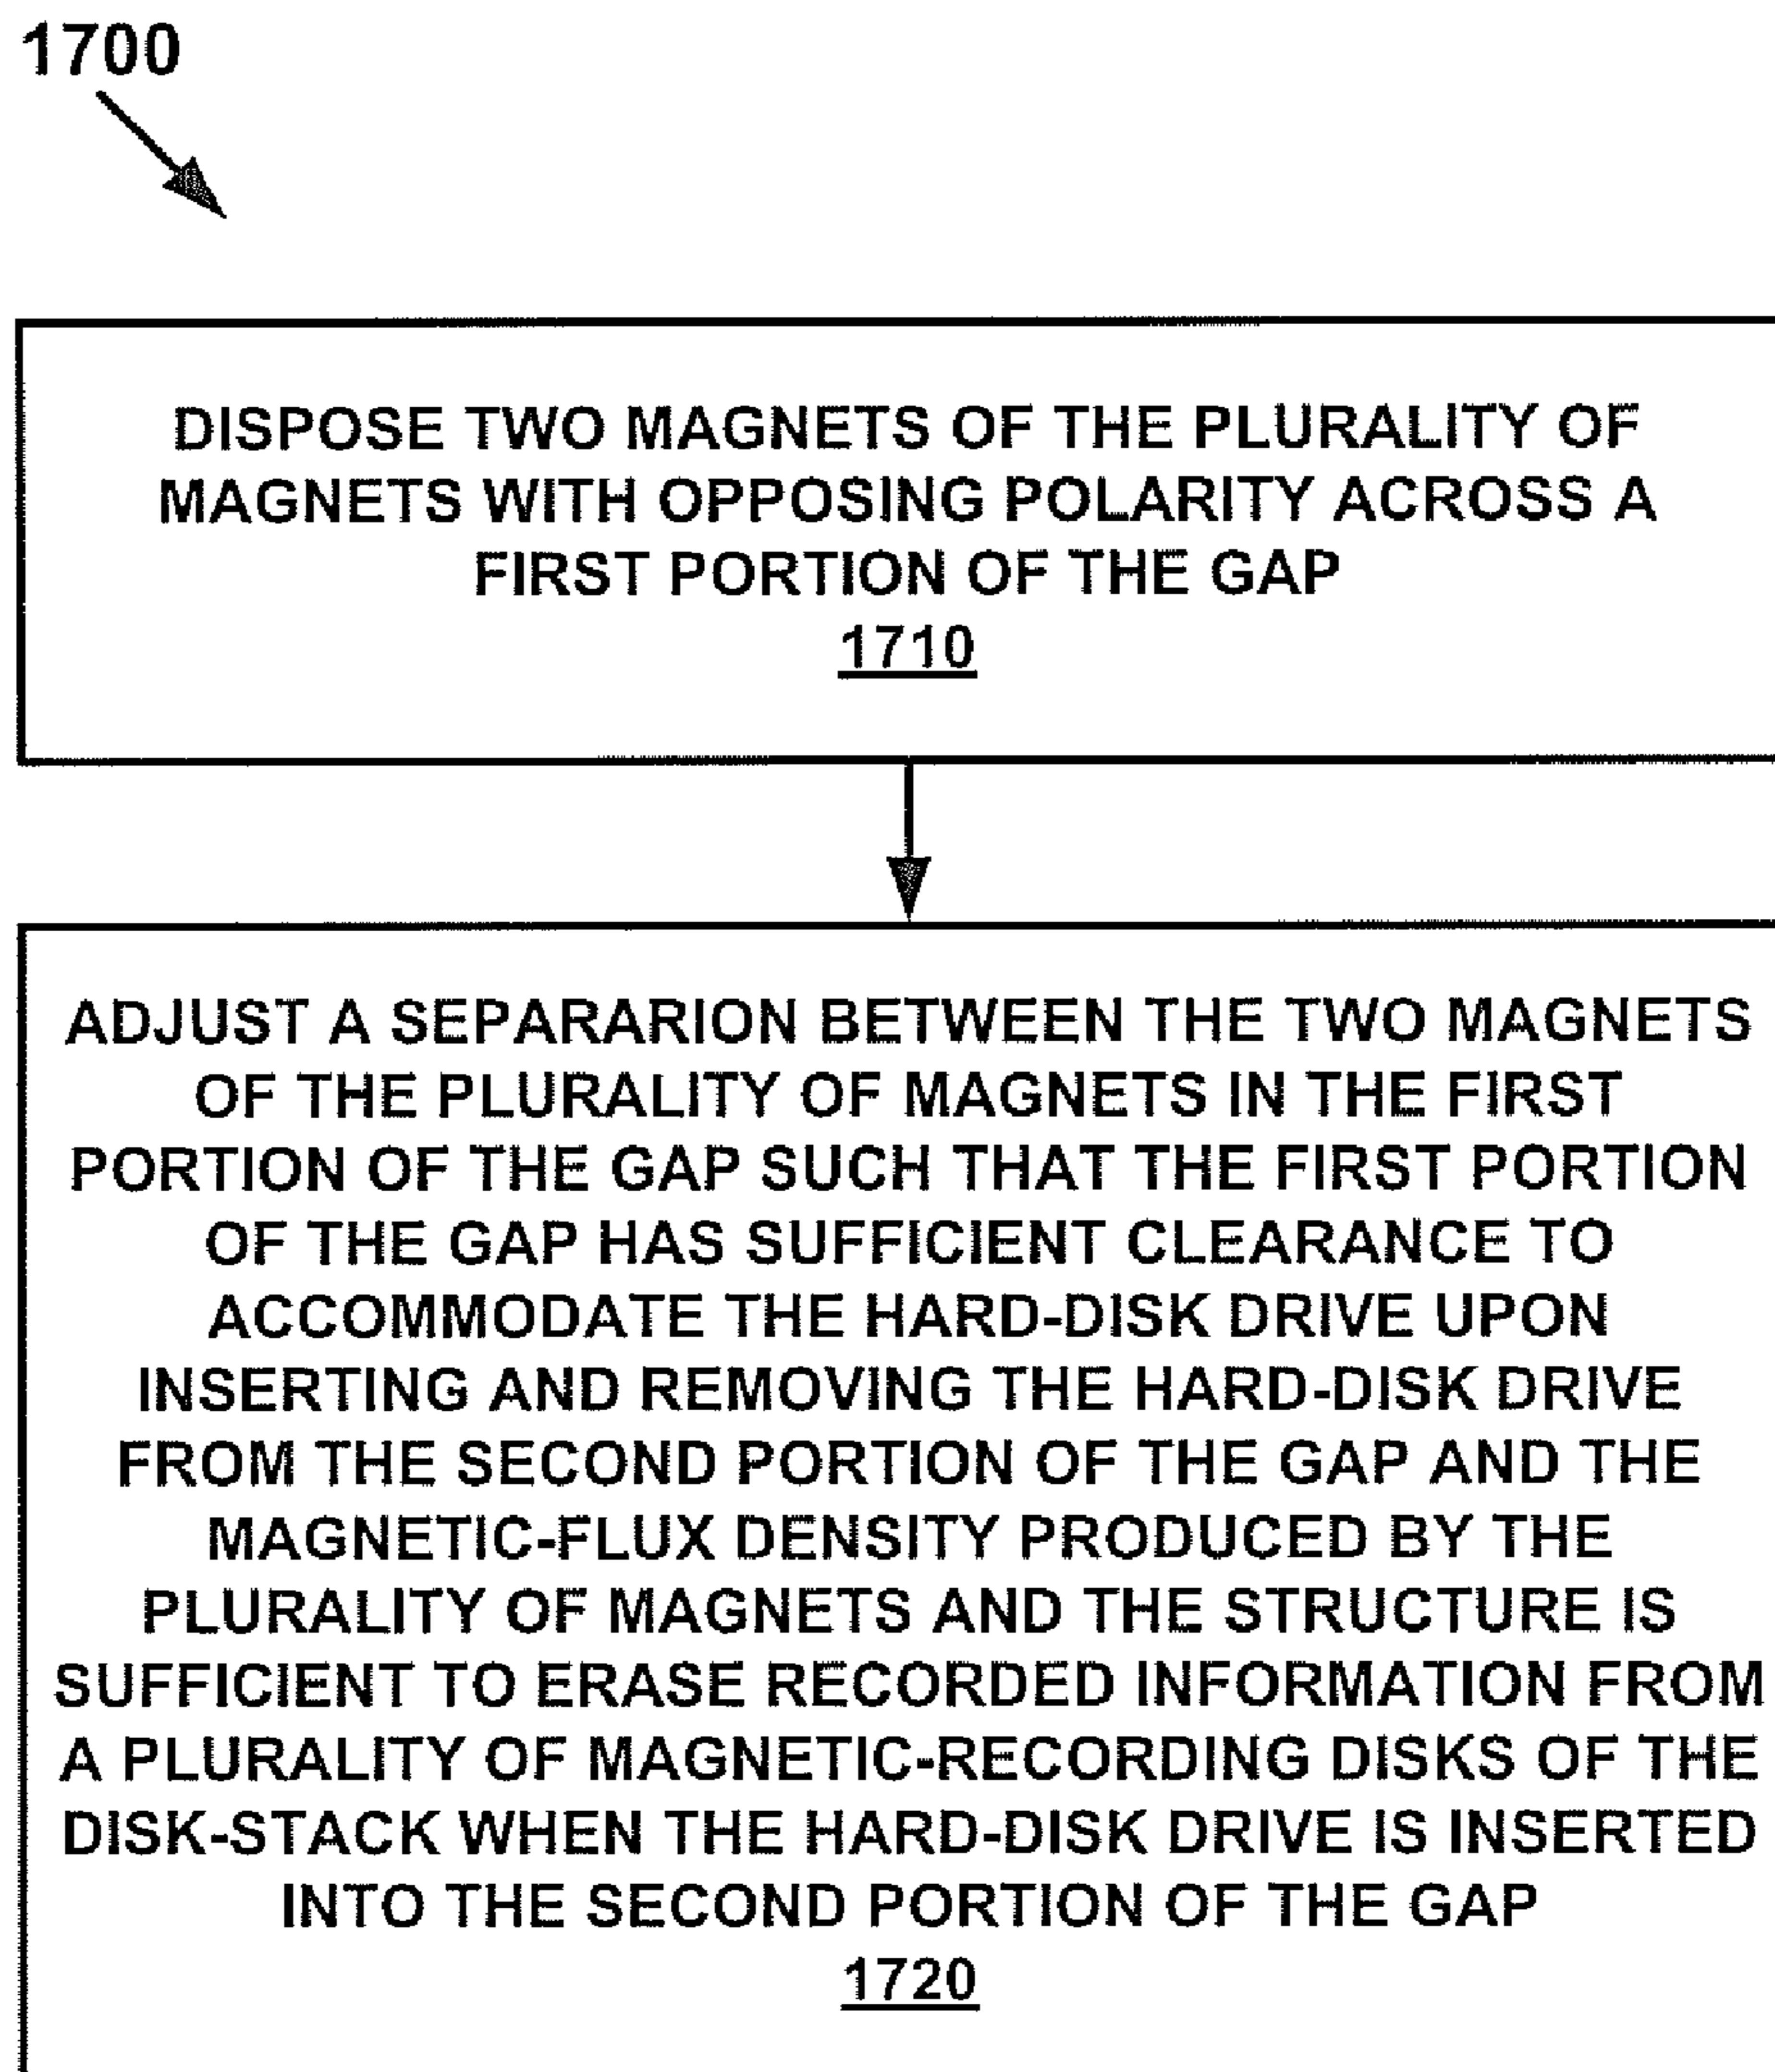 1700
DISPOSE TWO MAGNETS OF THE PLURALITY OF
MAGNETS WITH OPPOSING POLARITY ACROSS A
FIRST PORTION OF THE GAP
1710
ADJUST A SEPARARION BETWEEN THE TWO MAGNETS
OF THE PLURALITY OF MAGNETS IN THE FIRST
PORTION OF THE GAP SUCH THAT THE FIRST PORTION
OF THE GAP HAS SUFFICIENT CLEARANCE TO
ACCOMMODATE THE HARD-DISK DRIVE UPON
INSERTING AND REMOVING THE HARD-DISK DRIVE
FROM THE SECOND PORTION OF THE GAP AND THE
MAGNETIC-FLUX DENSITY PRODUCED BY THE
PLURALITY OF MAGNETS AND THE STRUCTURE IS
SUFFICIENT TO ERASE RECORDED INFORMATION FROM
A PLURALITY OF MAGNETIC-RECORDING DISKS OF THE
DISK-STACK WHEN THE HARD-DISK DRIVE IS INSERTED
INTO THE SECOND PORTION OF THE GAP
1720